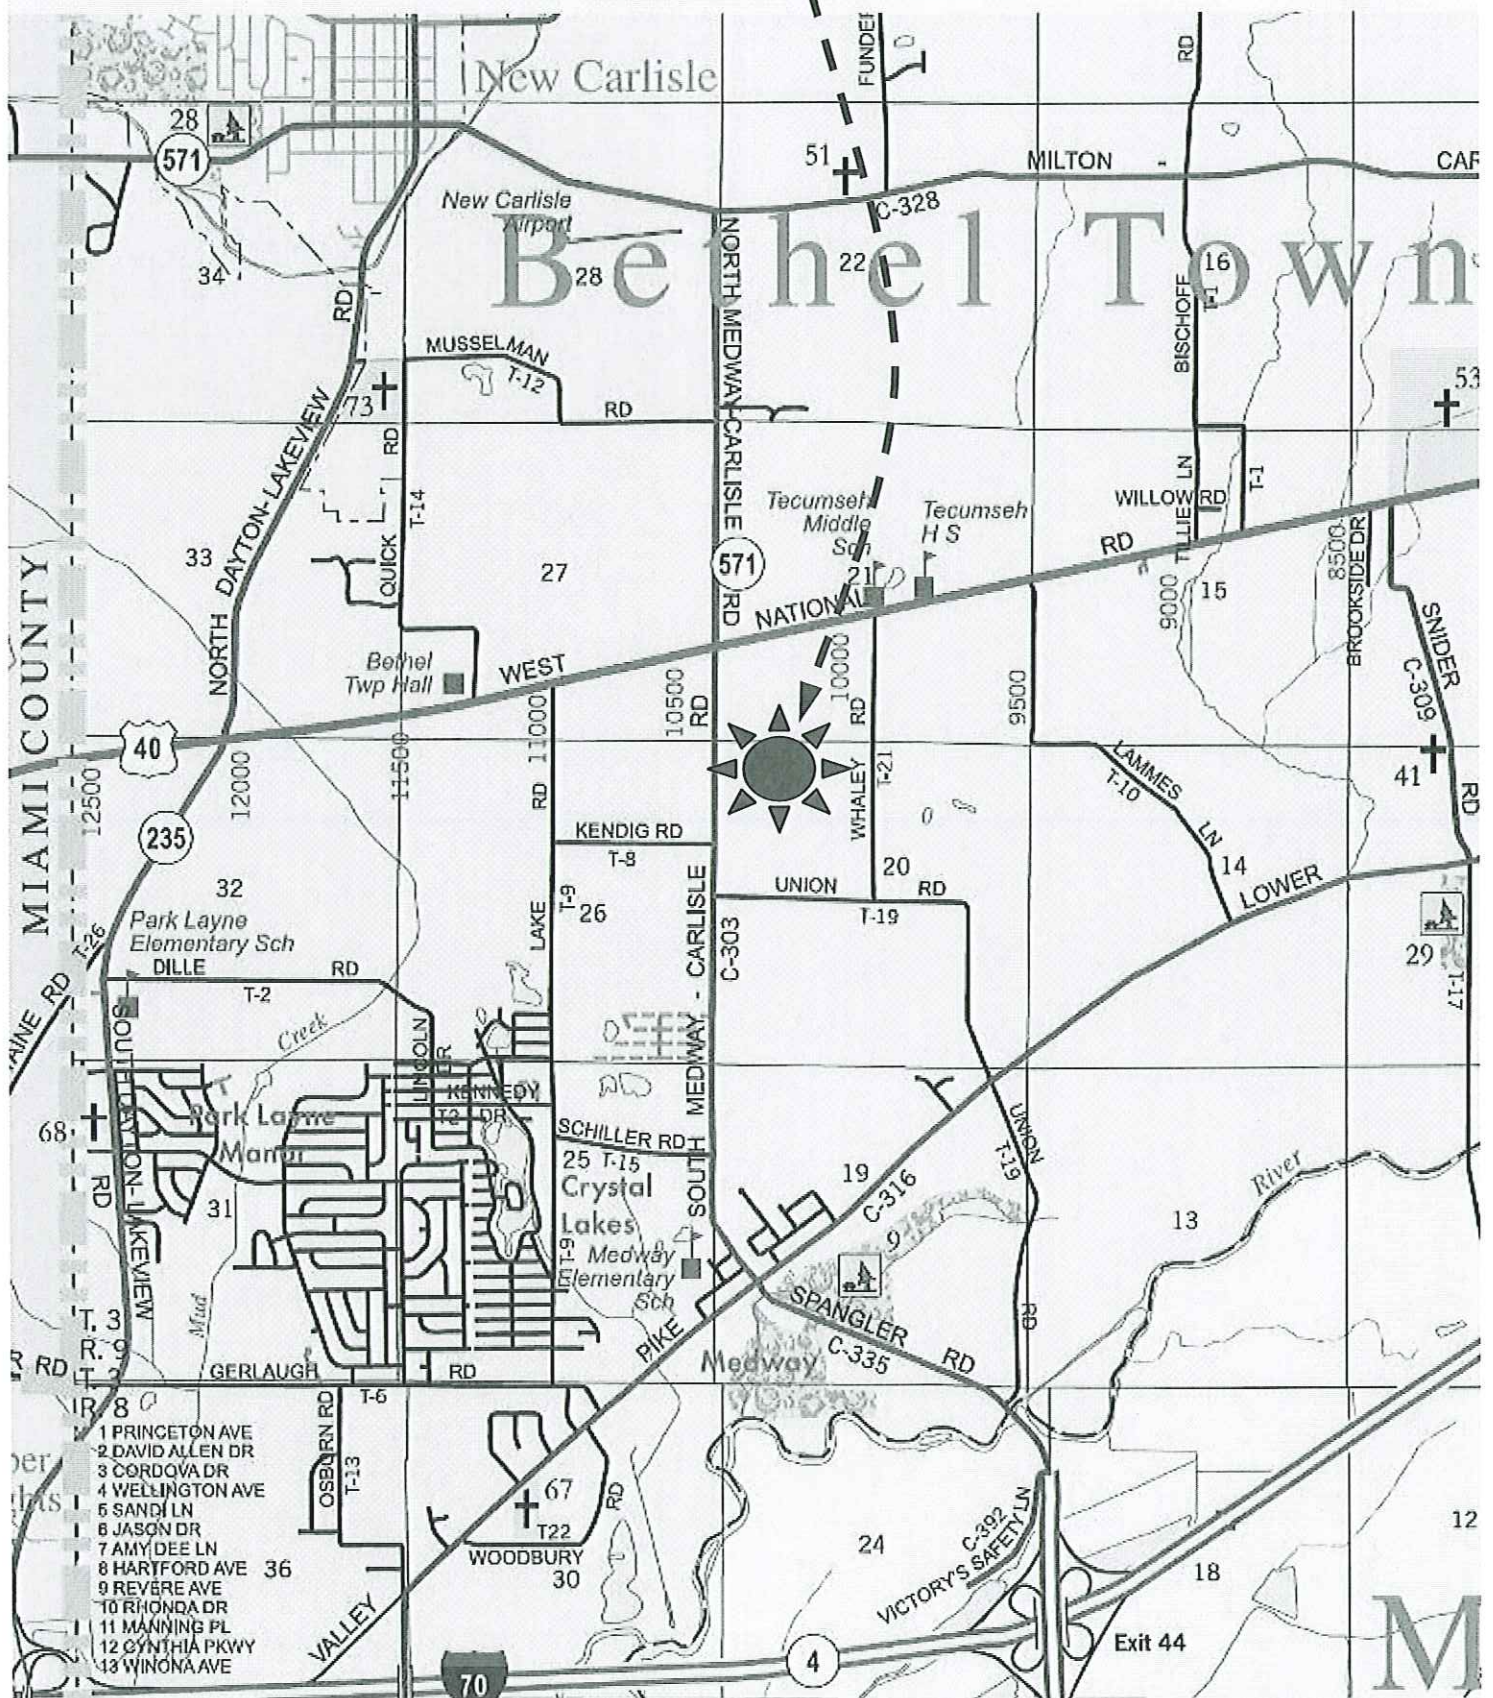 New Carlisle
FUNDER
RD
28
571
51
MILTON
CAR
C-328
New Carlisle
Airport
Bethel Town
34
28
22
16
T-1
RD
NORTH MEDWAY-CARLISLE RD
BISCHOFF
MUSSELMAN
T-12
RD
73
53
NORTH DAYTON-LAKEVIEW
RD
T-14
QUICK
33
27
571
Tecumseh
Middle
Sch
Tecumseh
H S
21
WILLOW RD
TILLIE LN
T-1
RD
9000
15
8500
BROOKSIDE DR
SNIDER
C-309
RD
NATIONAL
WEST
Bethel
Twp Hall
MIAMI COUNTY
40
12500
12000
11500
11000
10500
RD
10000
9500
RD
WHALEY
T-21
LAMMES
T-10
LN
41
235
KENDIG RD
T-8
RD
LAKE
T-9
26
UNION
RD
T-19
20
14
LOWER
29
T-17
32
Park Layne
Elementary Sch
T-26
AINE RD
DILLE
RD
T-2
SOUTH MEDWAY - CARLISLE
C-303
Creek
LINCOLN
DR
KENNEDY
T2 DR
68
Park Layne
Manor
SOUTH DAYTON-LAKEVIEW
RD
31
SCHILLER RD
25 T-15
Crystal
Lakes
T-9
Medway
Elementary
Sch
19
C-316
9
UNION
T-19
RD
River
13
Mud
T. 3
R. 9
T. 2
R. 8
R RD
GERLAUGH
RD
T-6
PIKE
SPANGLER
RD
C-335
Medway
1 PRINCETON AVE
2 DAVID ALLEN DR
3 CORDOVA DR
4 WELLINGTON AVE
5 SANDI LN
6 JASON DR
7 AMY DEE LN
8 HARTFORD AVE
9 REVERE AVE
10 RHONDA DR
11 MANNING PL
12 CYNTHIA PKWY
13 WINONA AVE
ber
ghts
OSBURN RD
T-13
36
67
T22
RD
WOODBURY
30
VALLEY
24
C-392
VICTORY'S SAFETY LN
18
12
Exit 44
4
70
M